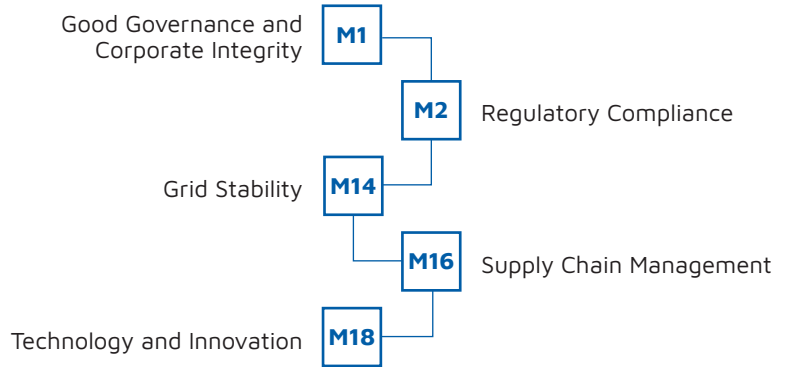 Good Governance and
Corporate Integrity
M1
M2
Regulatory Compliance
Grid Stability
M14
M16
Supply Chain Management
Technology and Innovation
M18